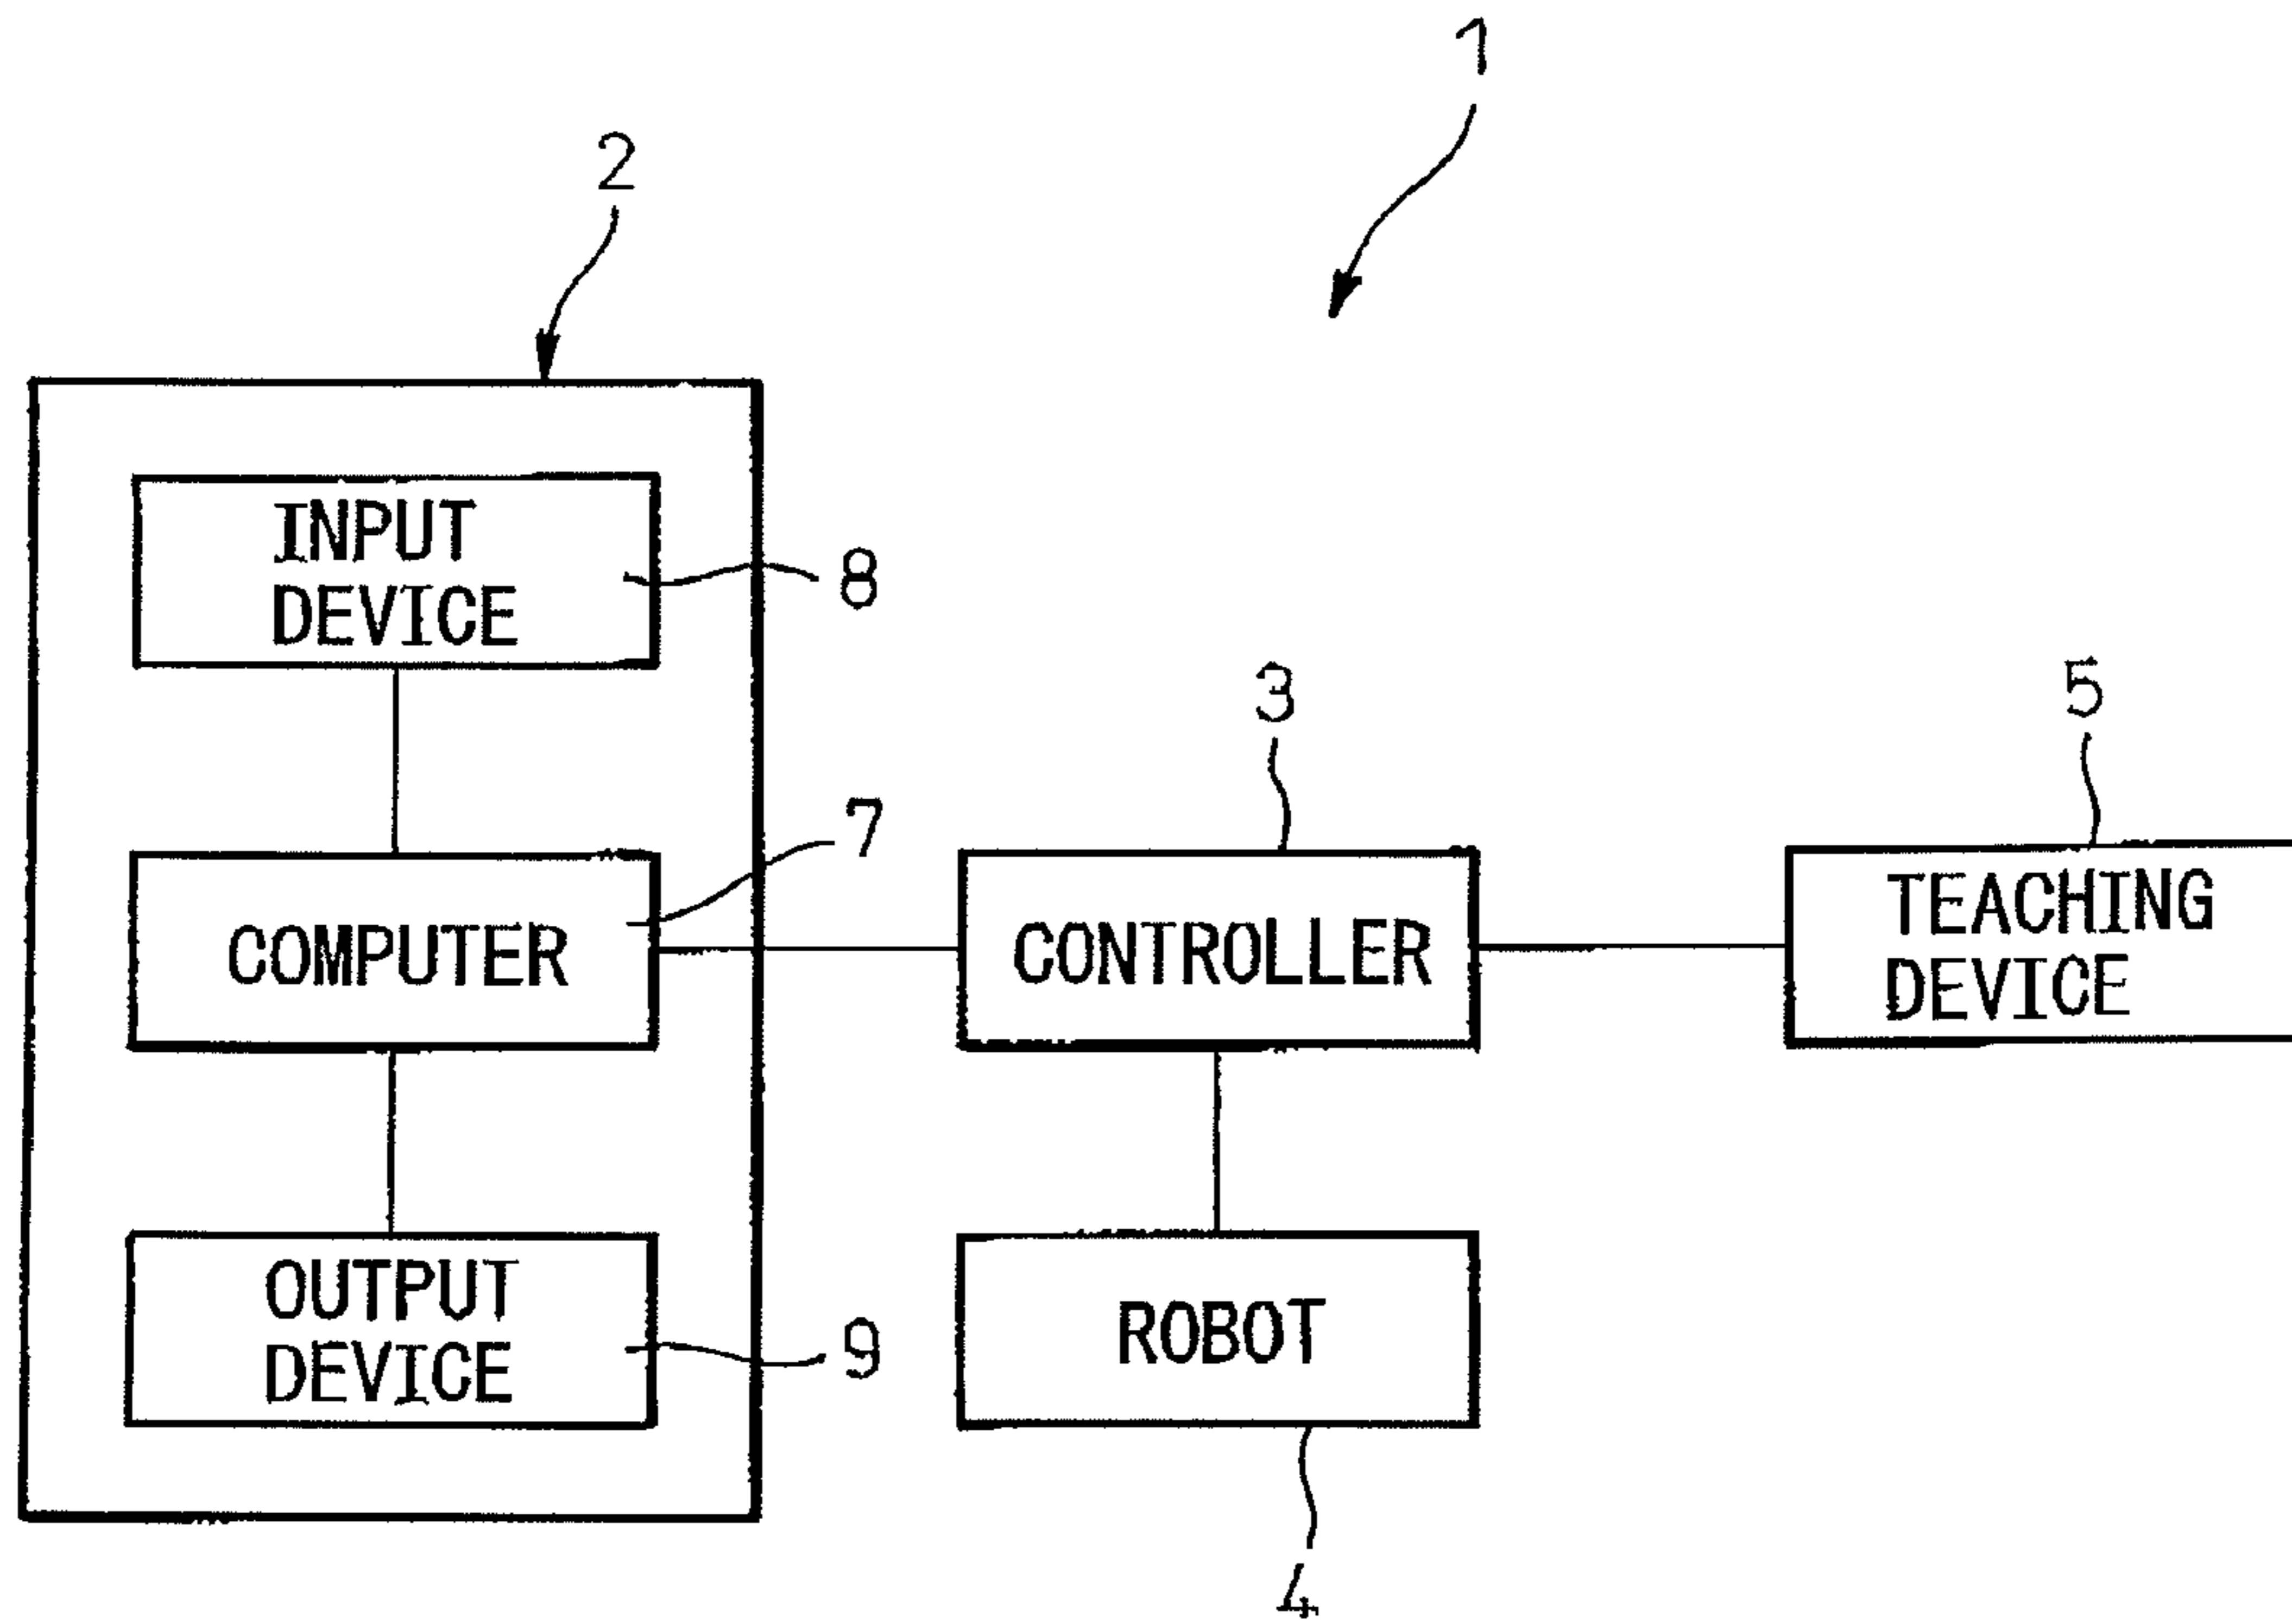 1
2
INPUT
DEVICE
8
3
5
7
COMPUTER
CONTROLLER
TEACHING
DEVICE
OUTPUT
DEVICE
9
ROBOT
4